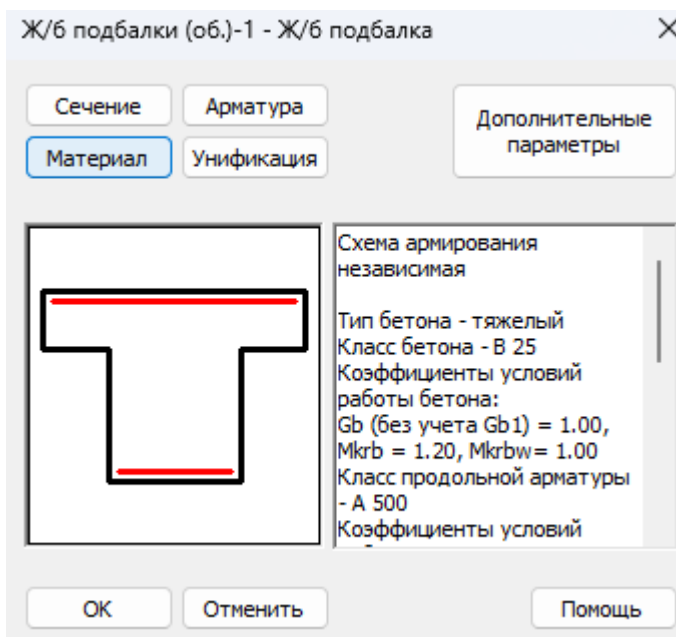 Ж/б подбалки (об.)-1 - Ж/б подбалка
Сечение
Арматура
Дополнительные
параметры
Материал
Унификация
Схема армирования
независимая
Тип бетона - тяжелый
Класс бетона - В 25
Коэффициенты условий
работы бетона:
Gb (без учета Gb1) = 1.00,
Mkrb = 1.20, Mkrbw= 1.00
Класс продольной арматуры
- А 500
Коэффициенты условий
ОК
Отменить
Помощь